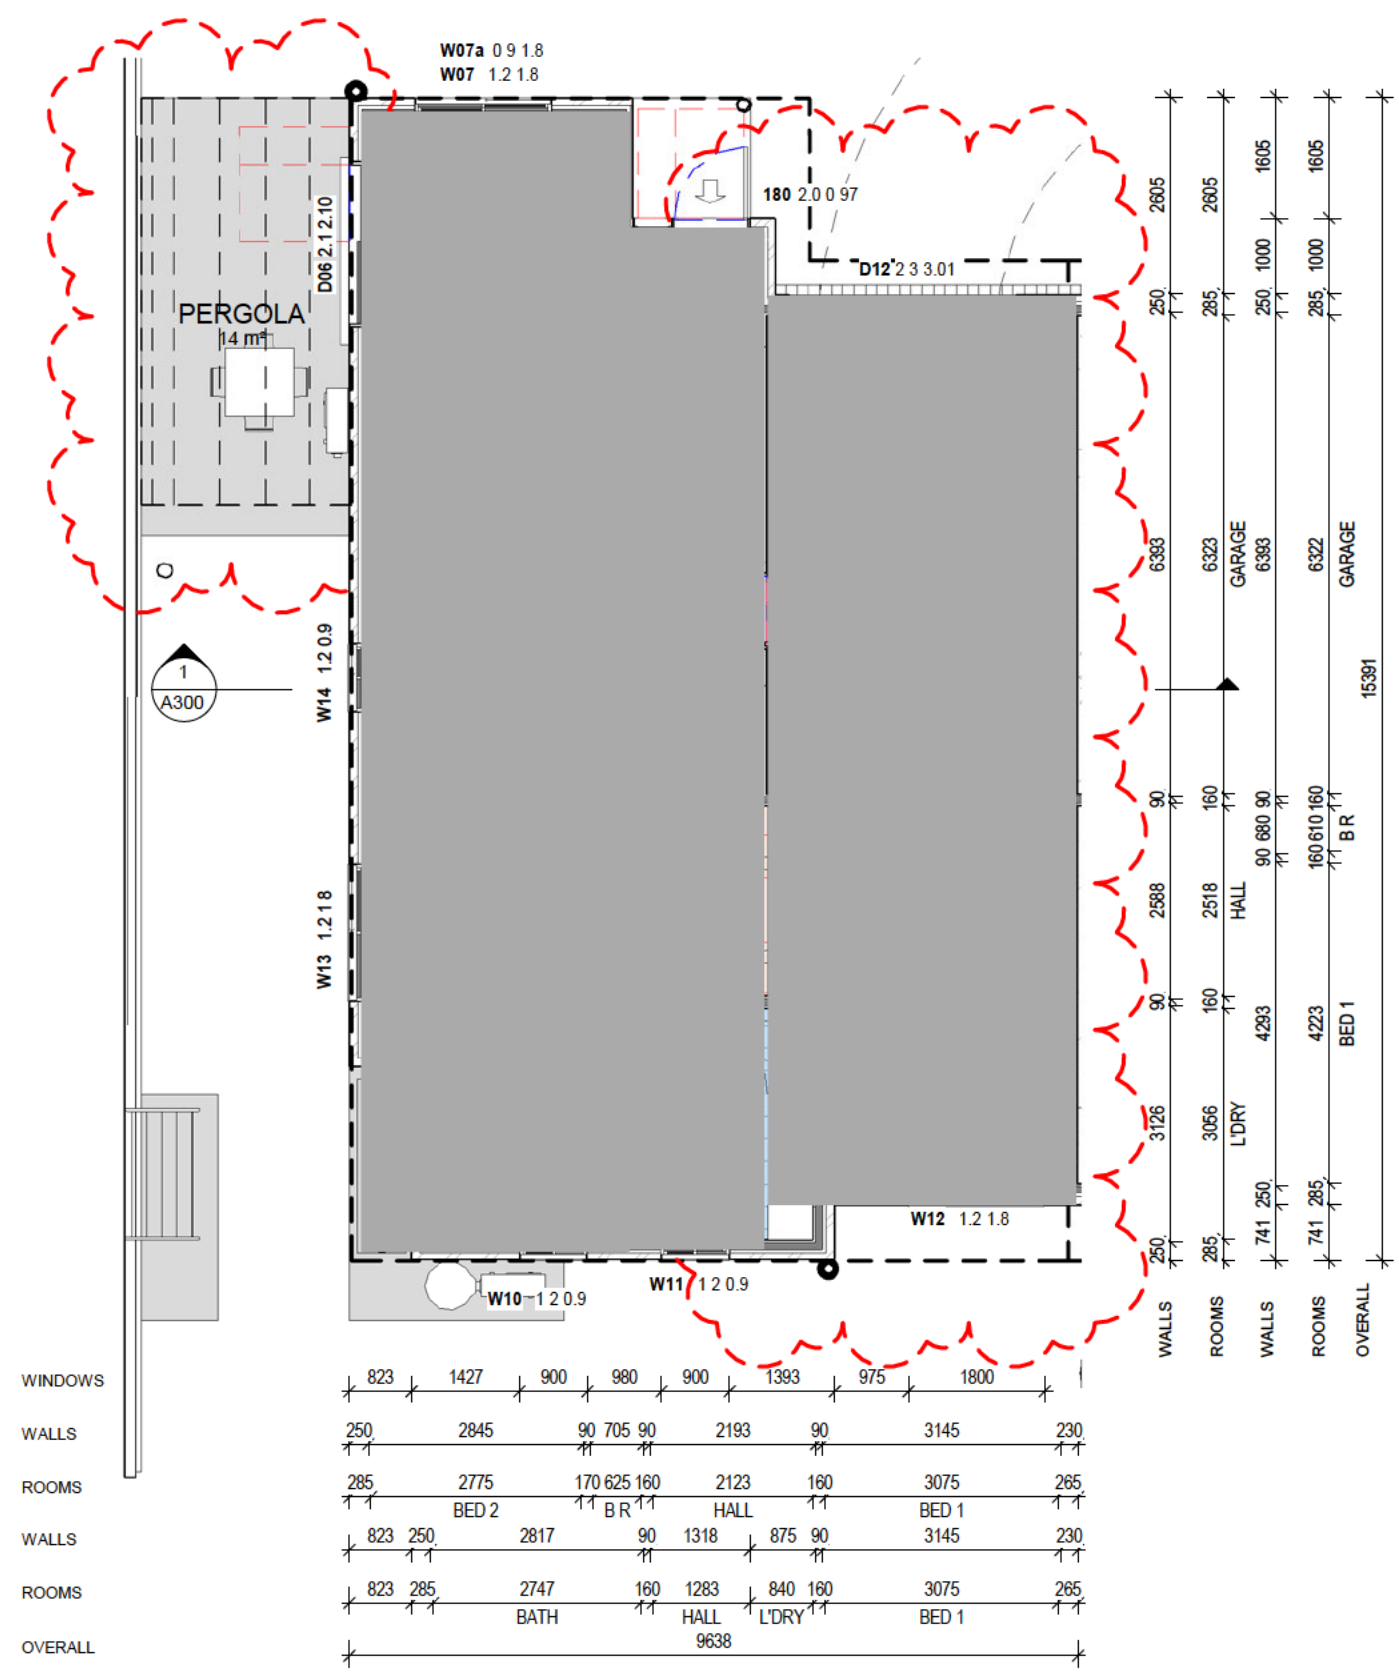 W07a 0 9 1.8
W07 1.2 1.8
180 2.0 0 97
D06 2.1 2.10
D12 2 3 3.01
PERGOLA
14 m²
W14 1.2 0.9
1
A300
W13 1.2 1 8
W12 1.2 1.8
W11 1 2 0.9
W10 1 2 0.9
2605 250 6393 90 2588 90 3126 250 WALLS
2605 285 6323 160 2518 160 3056 285 ROOMS
GARAGE HALL L'DRY
1605 1000 250 6393 90 680 90 4293 250 741 WALLS
1605 1000 285 6322 160 610 160 4223 285 741 ROOMS
GARAGE B R BED 1
15391 OVERALL
WINDOWS 823 1427 900 980 900 1393 975 1800
WALLS 250 2845 90 705 90 2193 90 3145 230
ROOMS 285 2775 170 625 160 2123 160 3075 265
BED 2 B R HALL BED 1
WALLS 823 250 2817 90 1318 875 90 3145 230
ROOMS 823 285 2747 160 1283 840 160 3075 265
BATH HALL L'DRY BED 1
OVERALL 9638